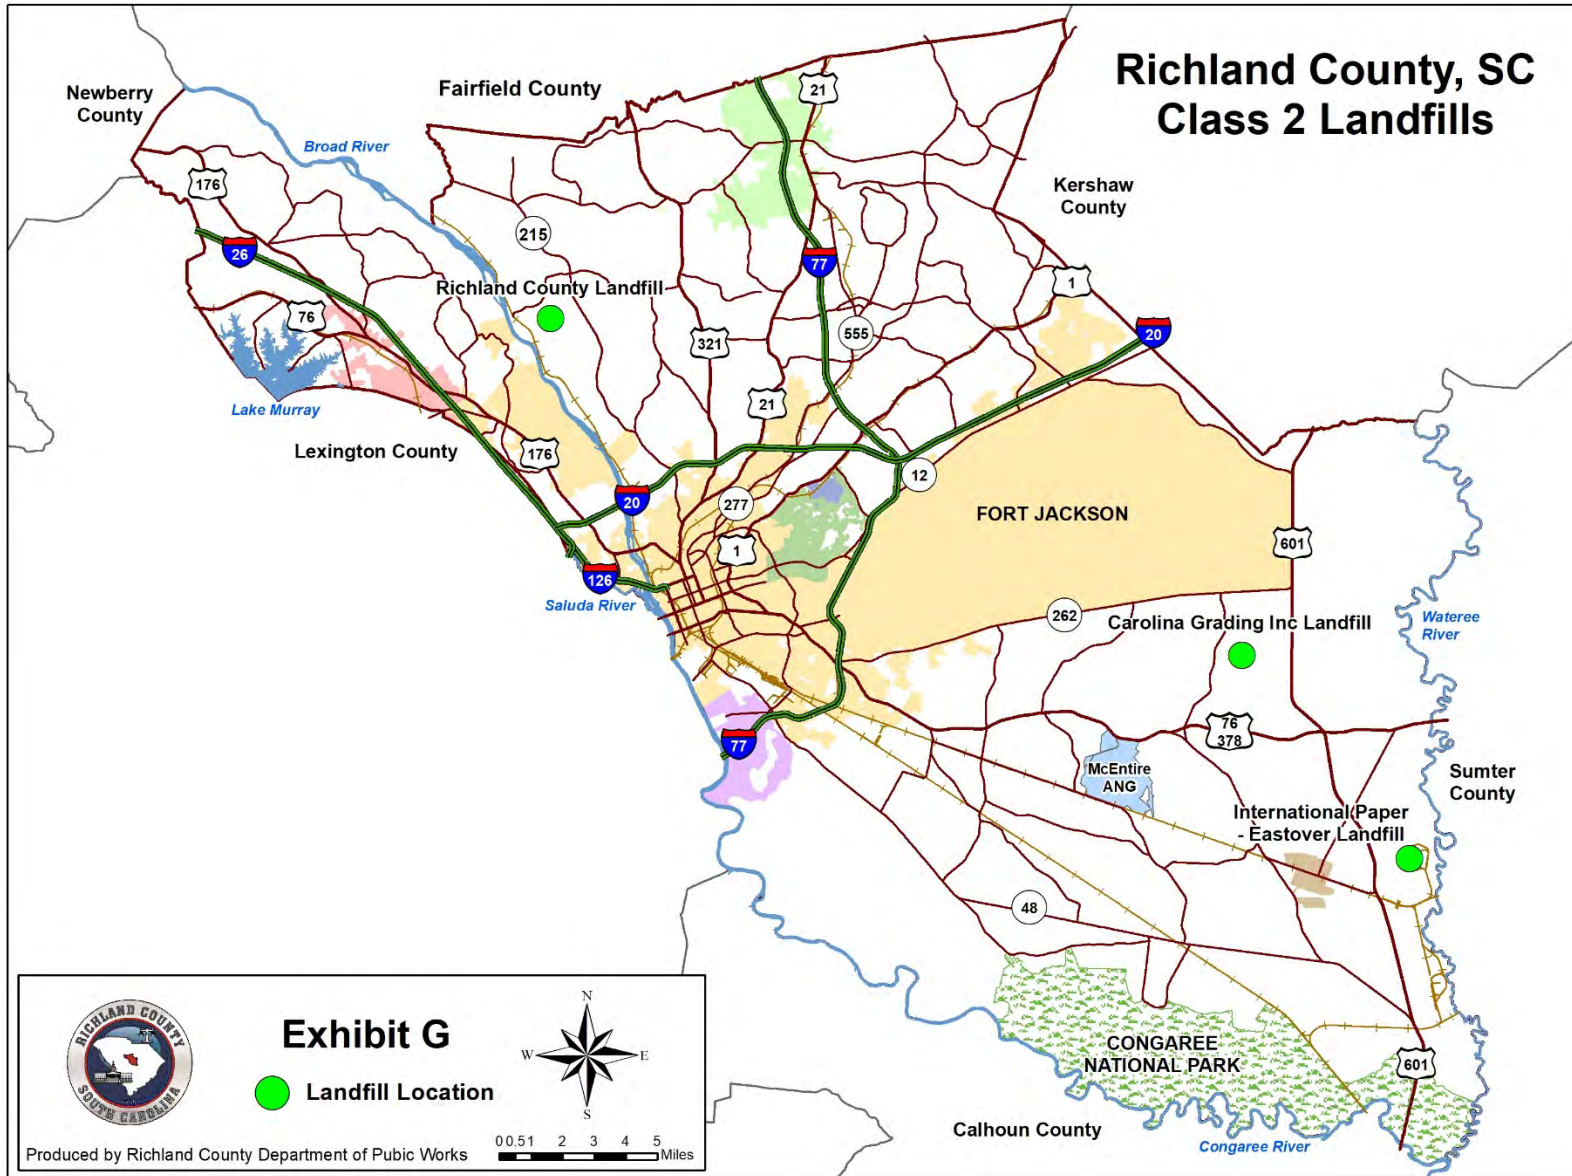 Richland County, SC
Class 2 Landfills
Newberry
County
Fairfield County
21
Broad River
176
Kershaw
County
215
26
77
1
Richland County Landfill
76
321
555
20
Lake Murray
21
Lexington County
176
12
20
277
FORT JACKSON
1
601
126
Saluda River
262
Carolina Grading Inc Landfill
Wateree
River
76
378
77
McEntire
ANG
Sumter
County
International Paper
- Eastover Landfill
48
CONGAREE
NATIONAL PARK
601
Calhoun County
Congaree River
RICHLAND COUNTY
SOUTH CAROLINA
Exhibit G
N
W
E
S
Landfill Location
Produced by Richland County Department of Pubic Works
0 0.5 1 2 3 4 5
Miles